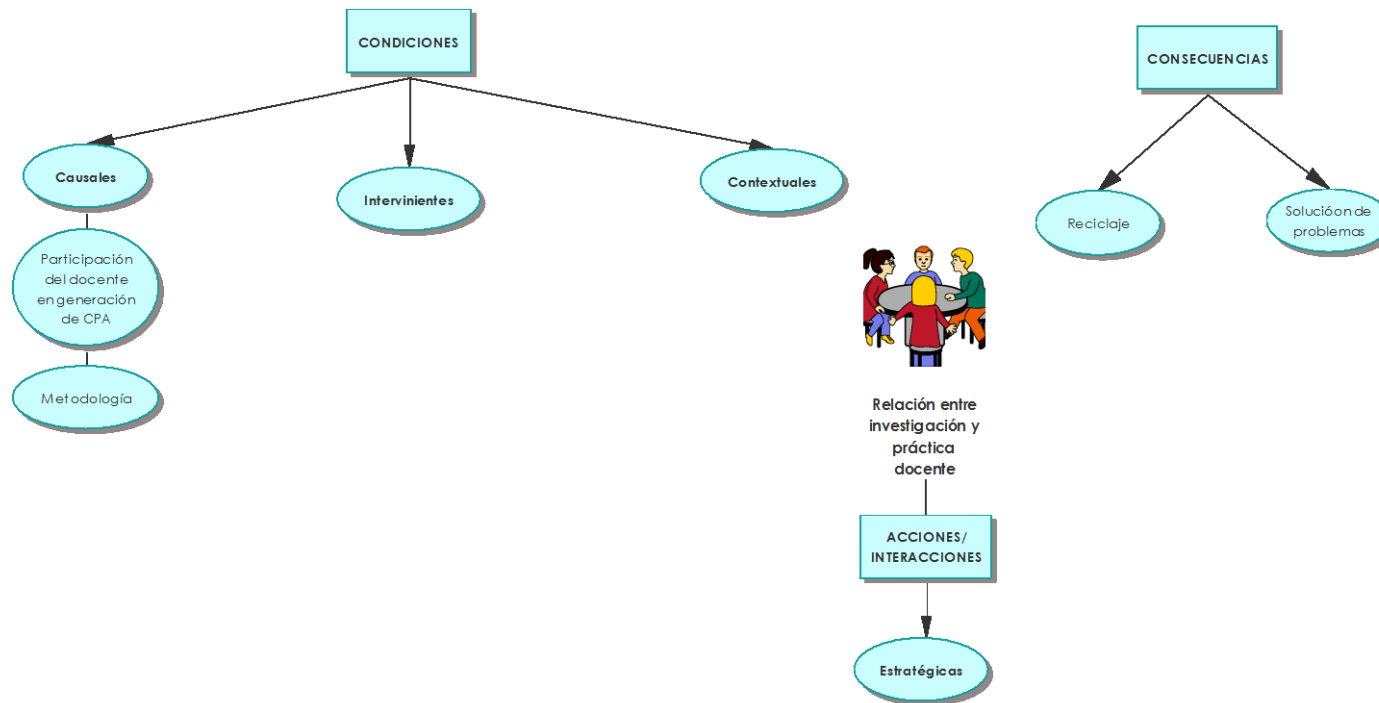 CONDICIONES
CONSECUENCIAS
Causales
Intervinientes
Contextuales
Reciclaje
Solucióon de
problemas
Participación
del docente
en generación
de CPA
Metodología
Relación entre
investigación y
práctica
docente
ACCIONES/
INTERACCIONES
Estratégicas